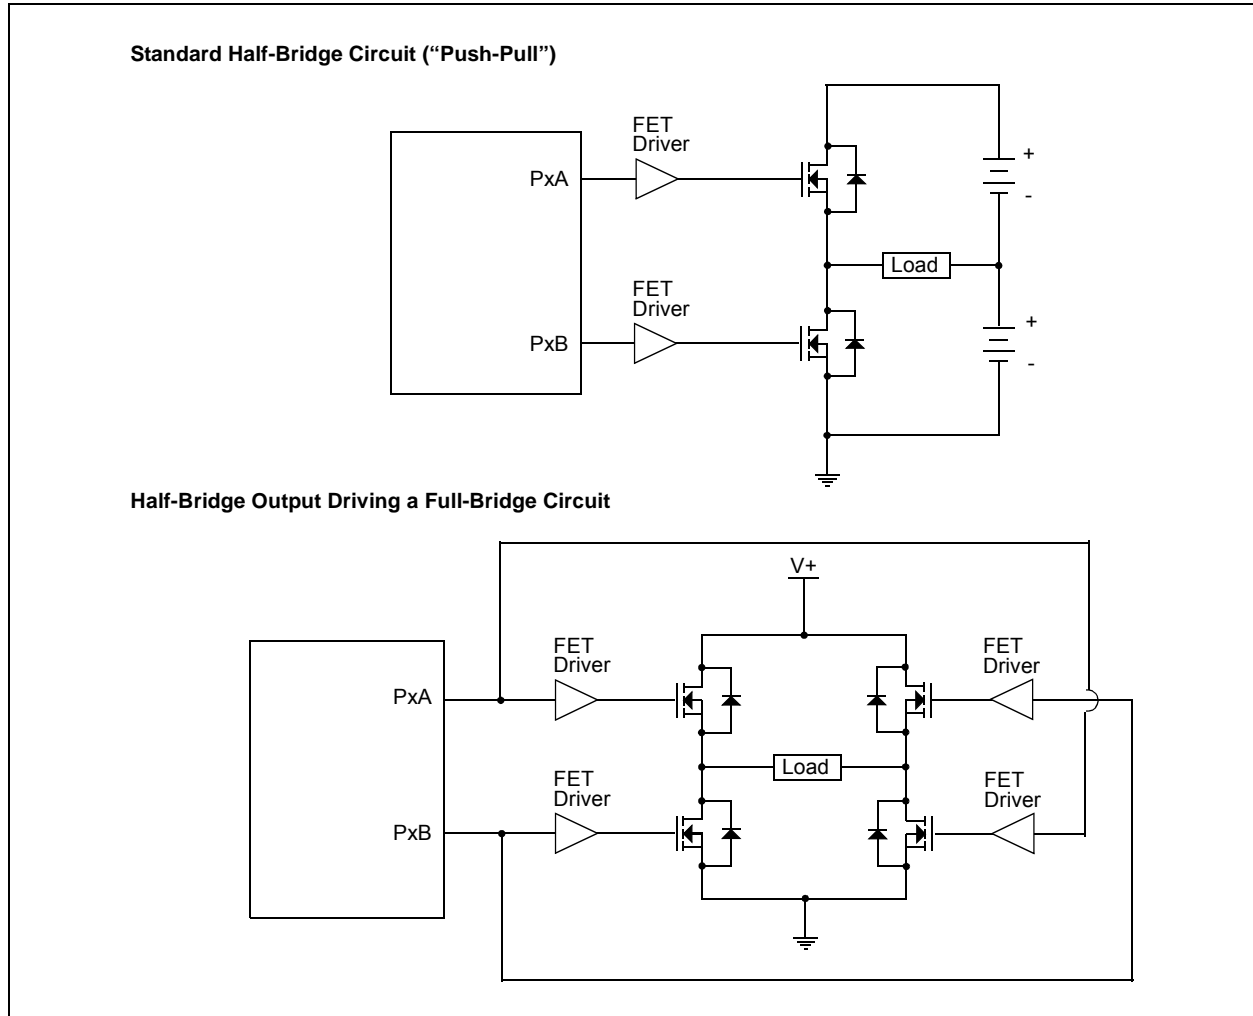 Standard Half-Bridge Circuit (“Push-Pull”)
FET
Driver
PxA
+
-
Load
FET
Driver
PxB
+
-
Half-Bridge Output Driving a Full-Bridge Circuit
V+
FET
Driver
FET
Driver
PxA
Load
FET
Driver
FET
Driver
PxB